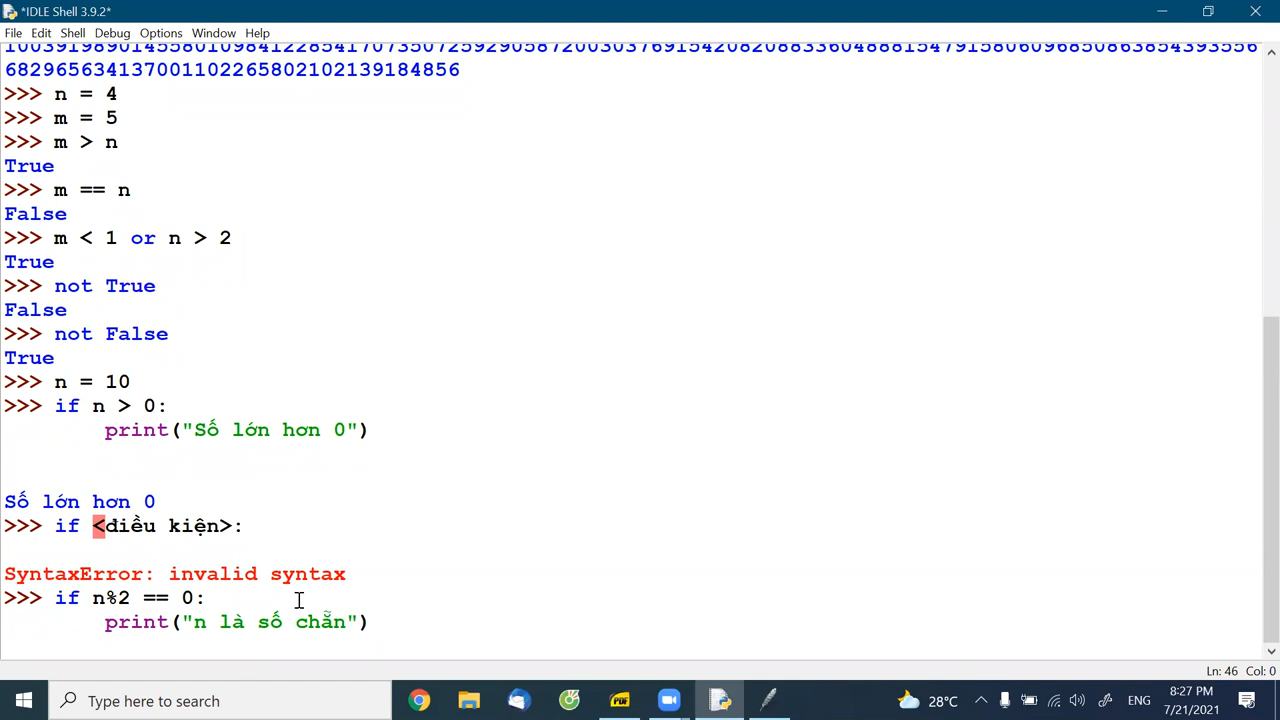 *IDLE Shell 3.9.2*
File Edit Shell Debug Options Window Help
68296563413700110226580210213918485​6
>>> n = 4
>>> m = 5
>>> m > n
True
>>> m == n
False
>>> m < 1 or n > 2
True
>>> not True
False
>>> not False
True
>>> n = 10
>>> if n > 0:
print("Số lớn hơn 0")
Số lớn hơn 0
>>> if <điều kiện>:
SyntaxError: invalid syntax
>>> if n%2 == 0:
print("n là số chẵn")
Ln: 46 Col: 0
Type here to search
28°C
ENG
8:27 PM
7/21/2021